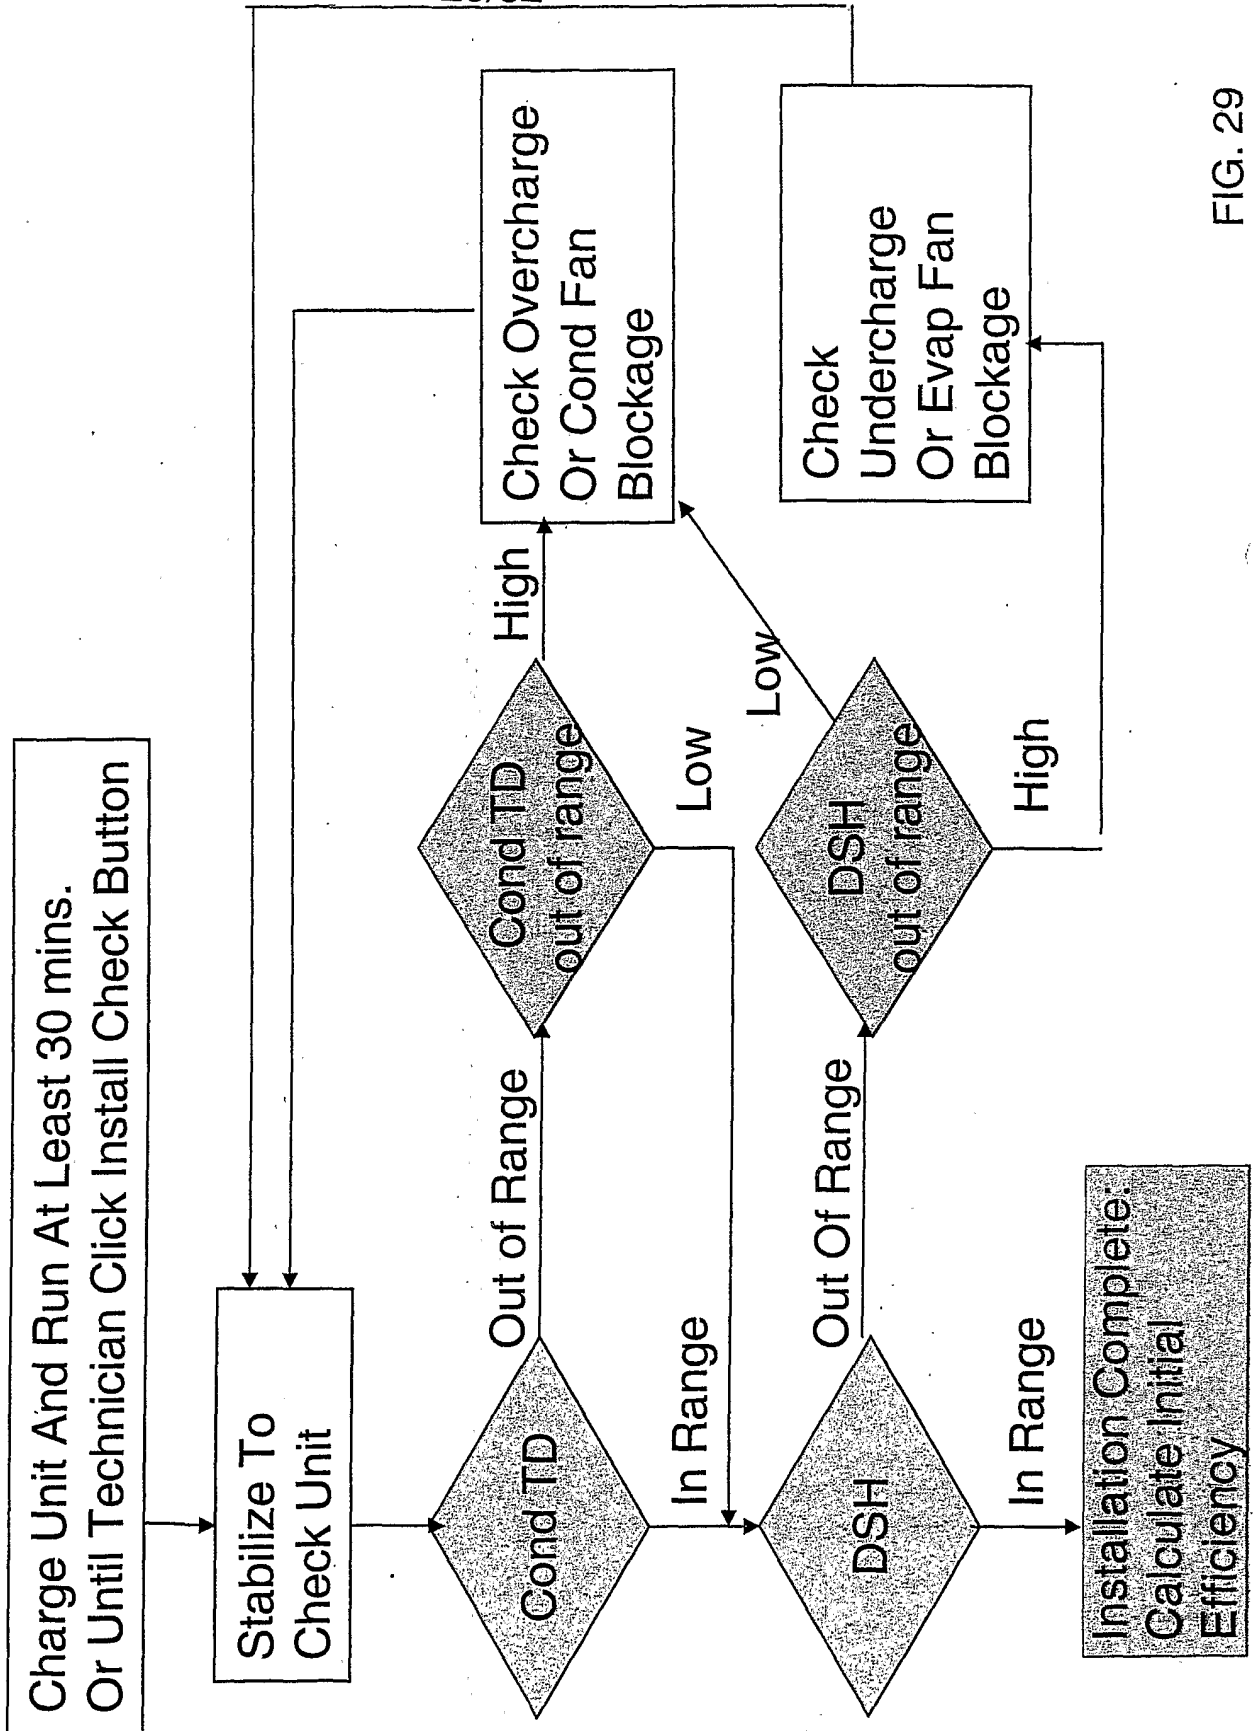 Charge Unit And Run At Least 30 mins.
Or Until Technician Click Install Check Button
Stabilize To
Check Unit
Cond TD
Out of Range
Cond TD
out of range
High
Check Overcharge
Or Cond Fan
Blockage
In Range
Low
Low
DSH
Out Of Range
DSH
out of range
High
Check
Undercharge
Or Evap Fan
Blockage
In Range
Installation Complete:
Calculate Initial
Efficiency
FIG. 29